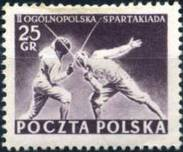 II OGÓLNOPOLSKA SPARTAKIADA
25
GR
POCZTA POLSKA